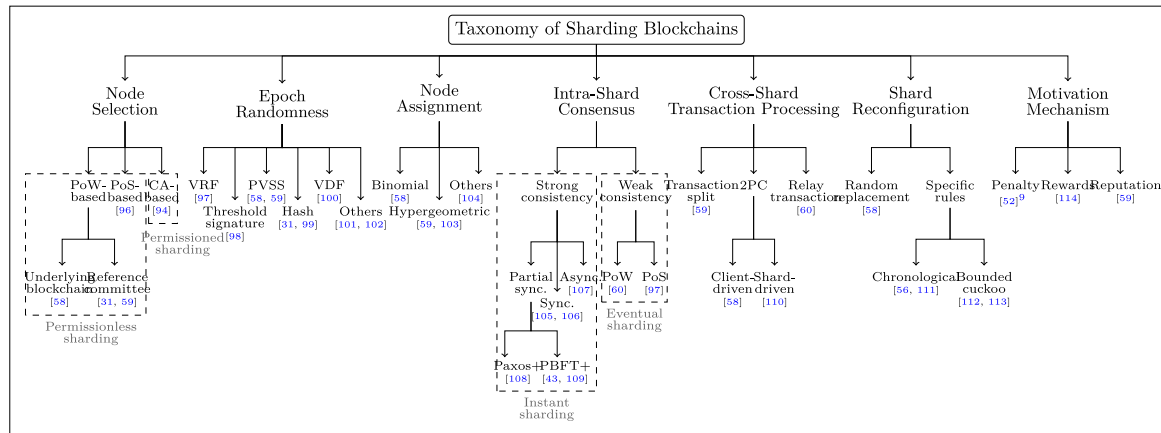 Taxonomy of Sharding Blockchains
Node
Selection
Epoch
Randomness
Node
Assignment
Intra-Shard
Consensus
Cross-Shard
Transaction Processing
Shard
Reconfiguration
Motivation
Mechanism
PoW-
based
PoS-
based
[96]
CA-
based
[94]
Permissioned
sharding
Underlying
blockchain
[58]
Reference
committee
[31, 59]
Permissionless
sharding
VRF
[97]
Threshold
signature
[98]
PVSS
[58, 59]
Hash
[31, 99]
VDF
[100]
Others
[101, 102]
Binomial
[58]
Hypergeometric
[59, 103]
Others
[104]
Strong
consistency
Weak
consistency
Partial
sync.
Sync.
[105, 106]
Async.
[107]
Paxos+
[108]
PBFT+
[43, 109]
Instant
sharding
PoW
[60]
PoS
[97]
Eventual
sharding
Transaction
split
[59]
2PC
Relay
transaction
[60]
Client-
driven
[58]
Shard-
driven
[110]
Random
replacement
[58]
Specific
rules
Chronological
[56, 111]
Bounded
cuckoo
[112, 113]
Penalty
[52]9
Rewards
[114]
Reputation
[59]